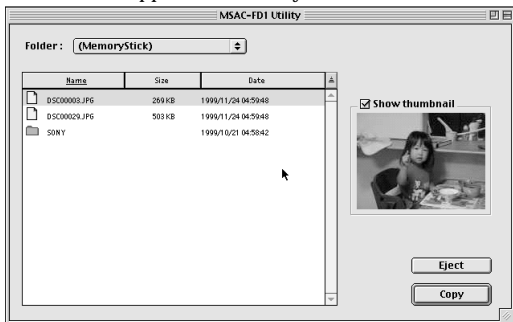 MSAC-FD1 Utility
Folder : (MemoryStick)
Name Size Date
DSC00003.JPG 269 KB 1999/11/24 04:59:48
DSC00029.JPG 503 KB 1999/11/24 04:59:48
SONY 1999/10/21 04:58:42
Show thumbnail
Eject
Copy